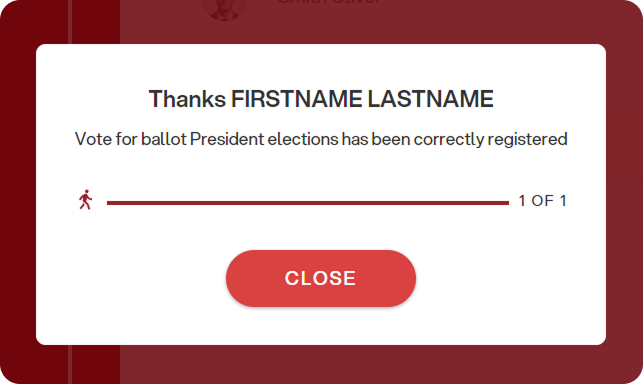 Thanks FIRSTNAME LASTNAME
Vote for ballot President elections has been correctly registered
1 OF 1
CLOSE